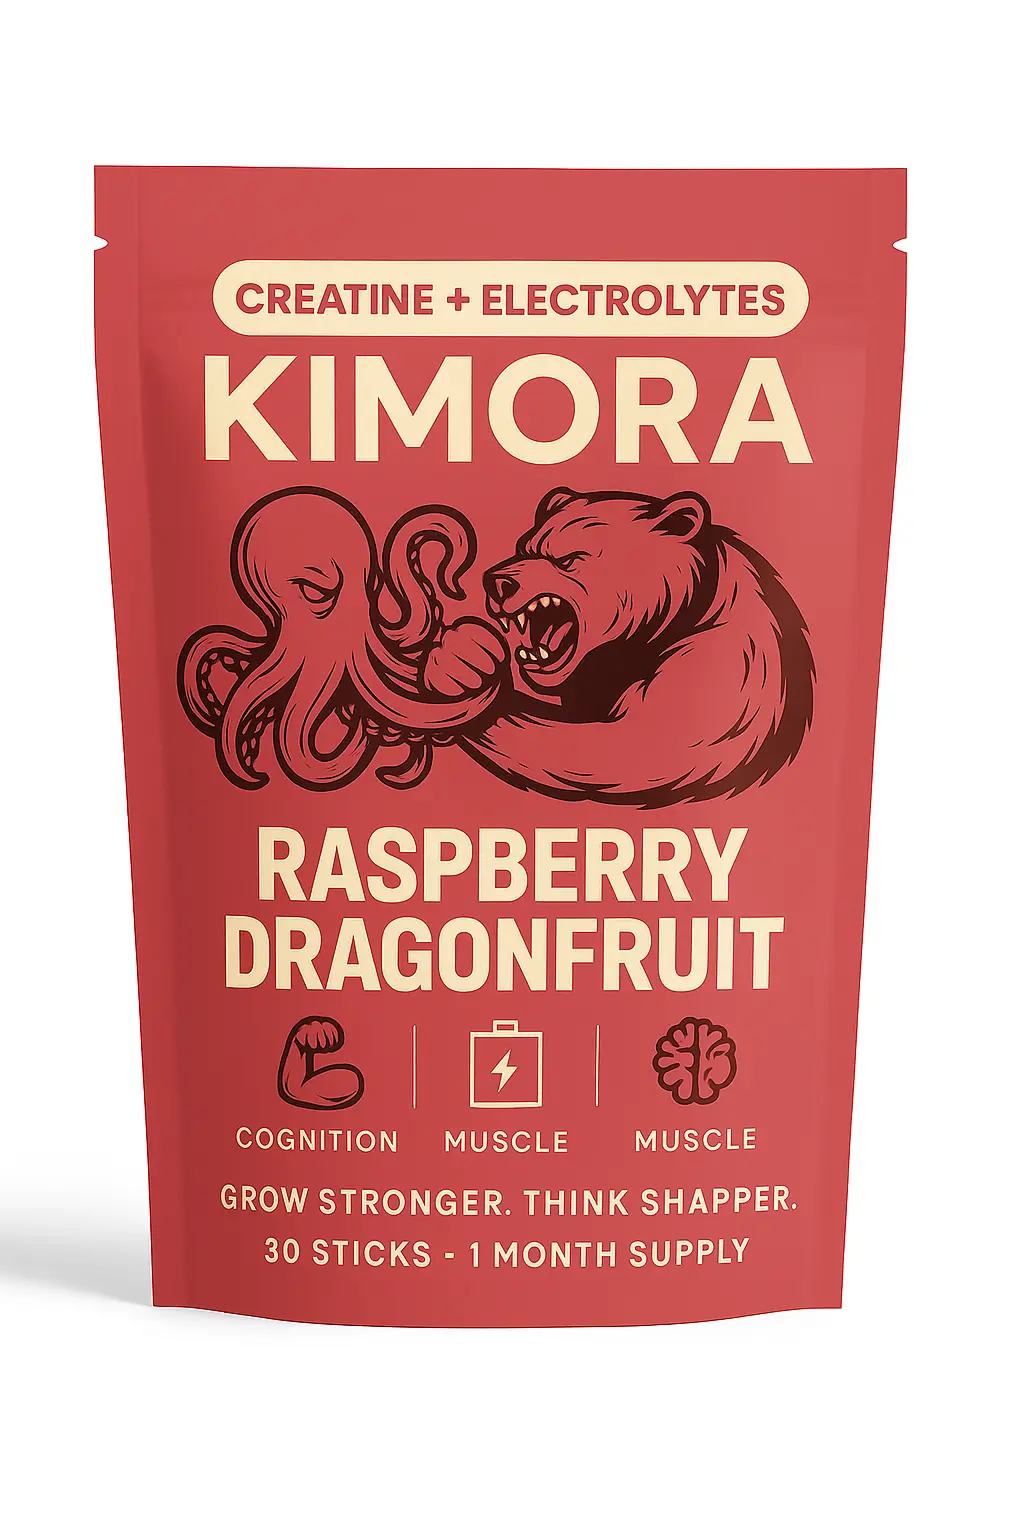 CREATINE + ELECTROLYTES
KIMORA
RASPBERRY
DRAGONFRUIT
COGNITION MUSCLE MUSCLE
GROW STRONGER. THINK SHAPPER.
30 STICKS - 1 MONTH SUPPLY